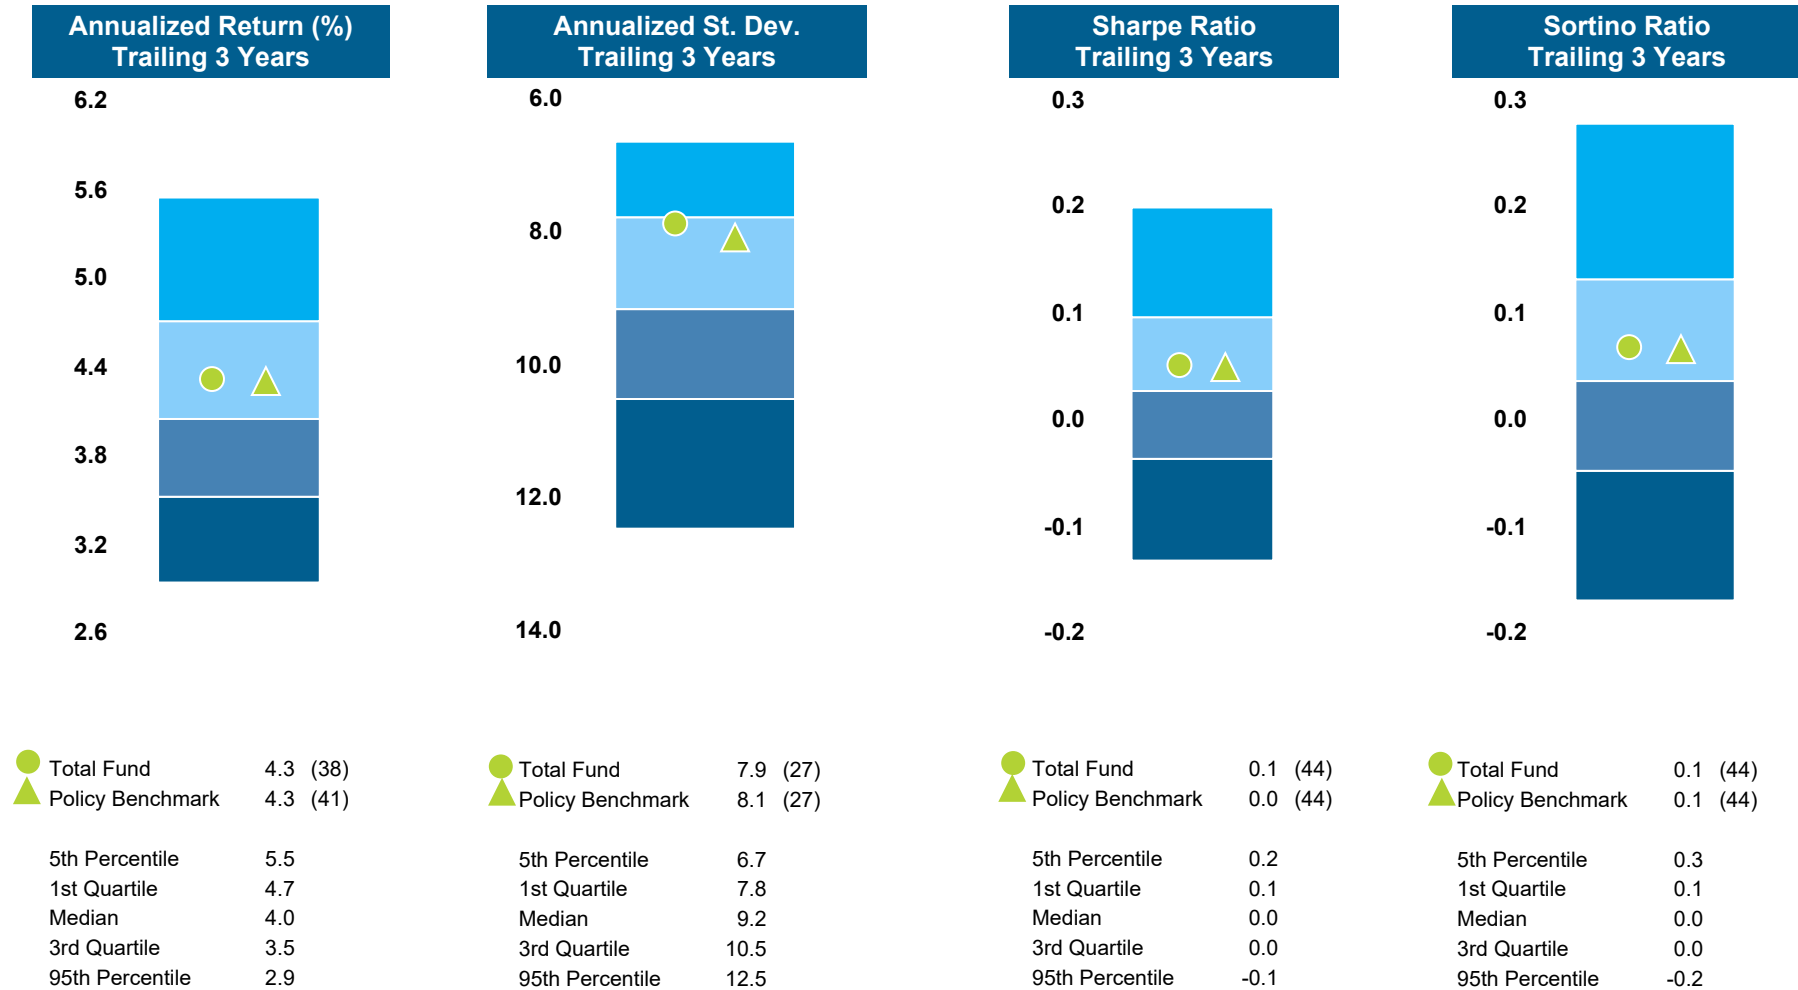 Annualized Return (%)
Trailing 3 Years
6.2
5.6
5.0
4.4
3.8
3.2
2.6
Total Fund 4.3 (38)
Policy Benchmark 4.3 (41)
5th Percentile 5.5
1st Quartile 4.7
Median 4.0
3rd Quartile 3.5
95th Percentile 2.9
Annualized St. Dev.
Trailing 3 Years
6.0
8.0
10.0
12.0
14.0
Total Fund 7.9 (27)
Policy Benchmark 8.1 (27)
5th Percentile 6.7
1st Quartile 7.8
Median 9.2
3rd Quartile 10.5
95th Percentile 12.5
Sharpe Ratio
Trailing 3 Years
0.3
0.2
0.1
0.0
-0.1
-0.2
Total Fund 0.1 (44)
Policy Benchmark 0.0 (44)
5th Percentile 0.2
1st Quartile 0.1
Median 0.0
3rd Quartile 0.0
95th Percentile -0.1
Sortino Ratio
Trailing 3 Years
0.3
0.2
0.1
0.0
-0.1
-0.2
Total Fund 0.1 (44)
Policy Benchmark 0.1 (44)
5th Percentile 0.3
1st Quartile 0.1
Median 0.0
3rd Quartile 0.0
95th Percentile -0.2